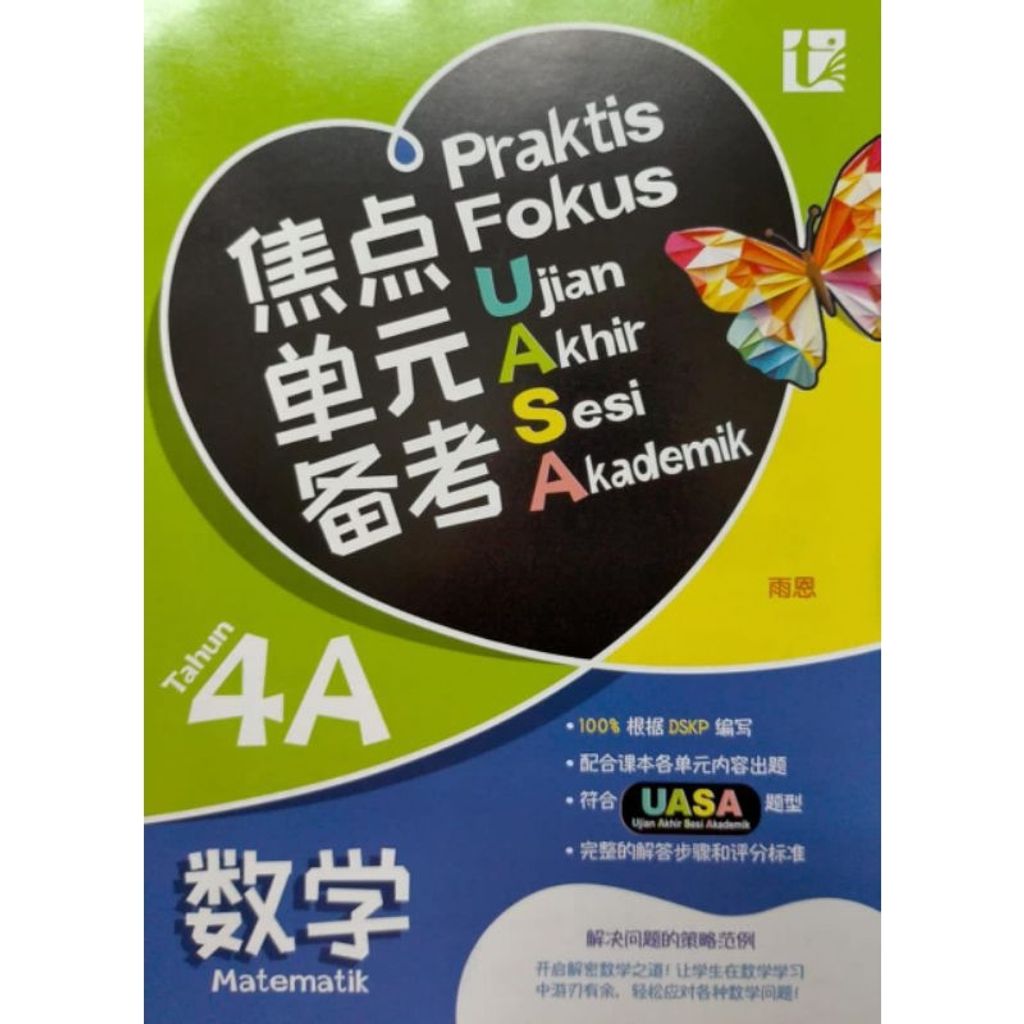 Praktis
Fokus
Ujian
Akhir
Sesi
Akademik
焦点
单元
备考
雨恩
Tahun
4A
• 100% 根据 DSKP 编写
• 配合课本各单元内容出题
• 符合 UASA 题型
Ujian Akhir Sesi Akademik
• 完整的解答步骤和评分标准
数学
Matematik
解决问题的策略范例
开启解密数学之道! 让学生在数学学习
中游刃有余, 轻松应对各种数学问题!